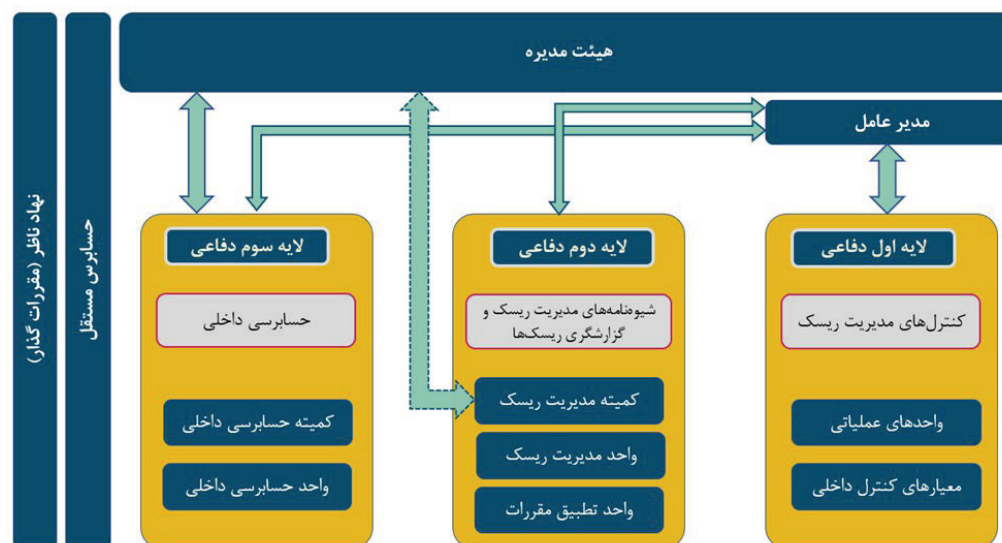 هیئت مدیره
مدیر عامل
لایه اول دفاعی
کنترل‌های مدیریت ریسک
واحدهای عملیاتی
معیارهای کنترل داخلی
لایه دوم دفاعی
شیوه‌نامه‌های مدیریت ریسک و
گزارشگری ریسک‌ها
کمیته مدیریت ریسک
واحد مدیریت ریسک
واحد تطبیق مقررات
لایه سوم دفاعی
حسابرسی داخلی
کمیته حسابرسی داخلی
واحد حسابرسی داخلی
حسابرس مستقل
نهاد ناظر (مقررات گذار)